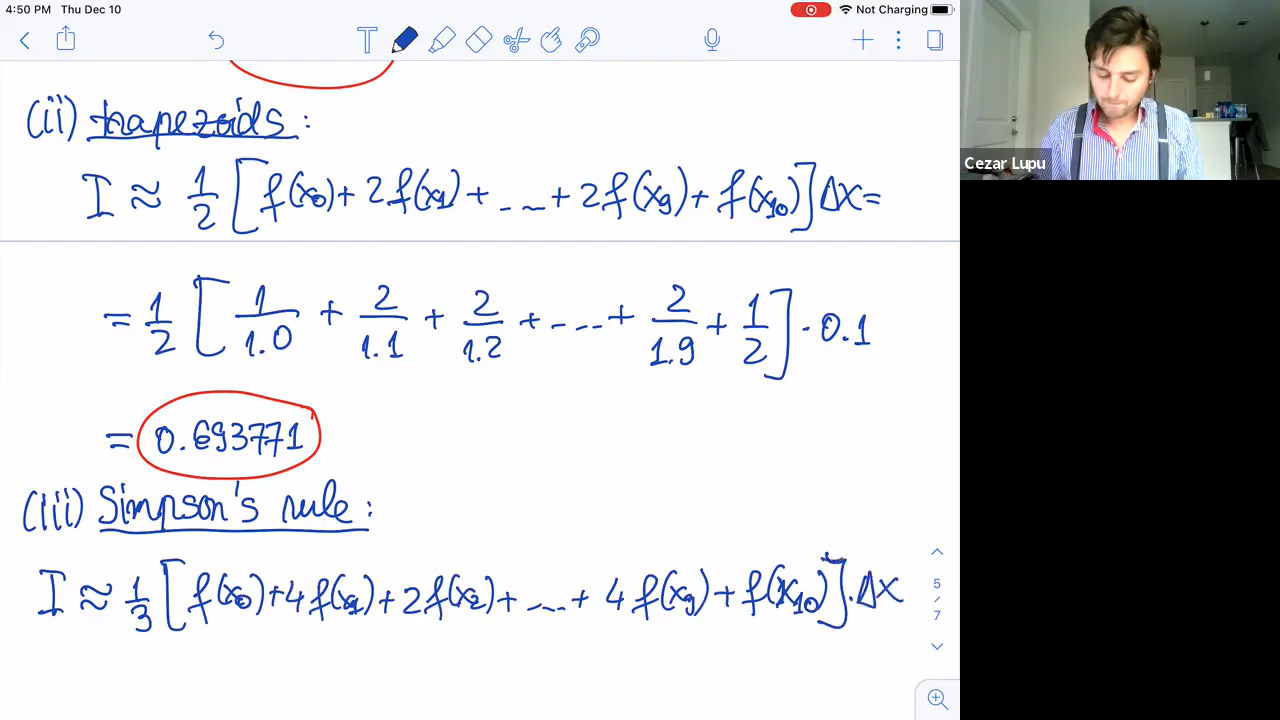 4:50 PM Thu Dec 10
Not Charging
Cezar Lupu
(ii) trapezoids:
I ≈ 1/2 [f(x₀) + 2f(x₁) + ... + 2f(x₉) + f(x₁₀)] Δx =
= 1/2 [1/1.0 + 2/1.1 + 2/1.2 + ... + 2/1.9 + 1/2] · 0.1
= 0.693771
(iii) Simpson's rule:
I ≈ 1/3 [f(x₀) + 4f(x₁) + 2f(x₂) + ... + 4f(x₉) + f(x₁₀)] · Δx
5
/
7